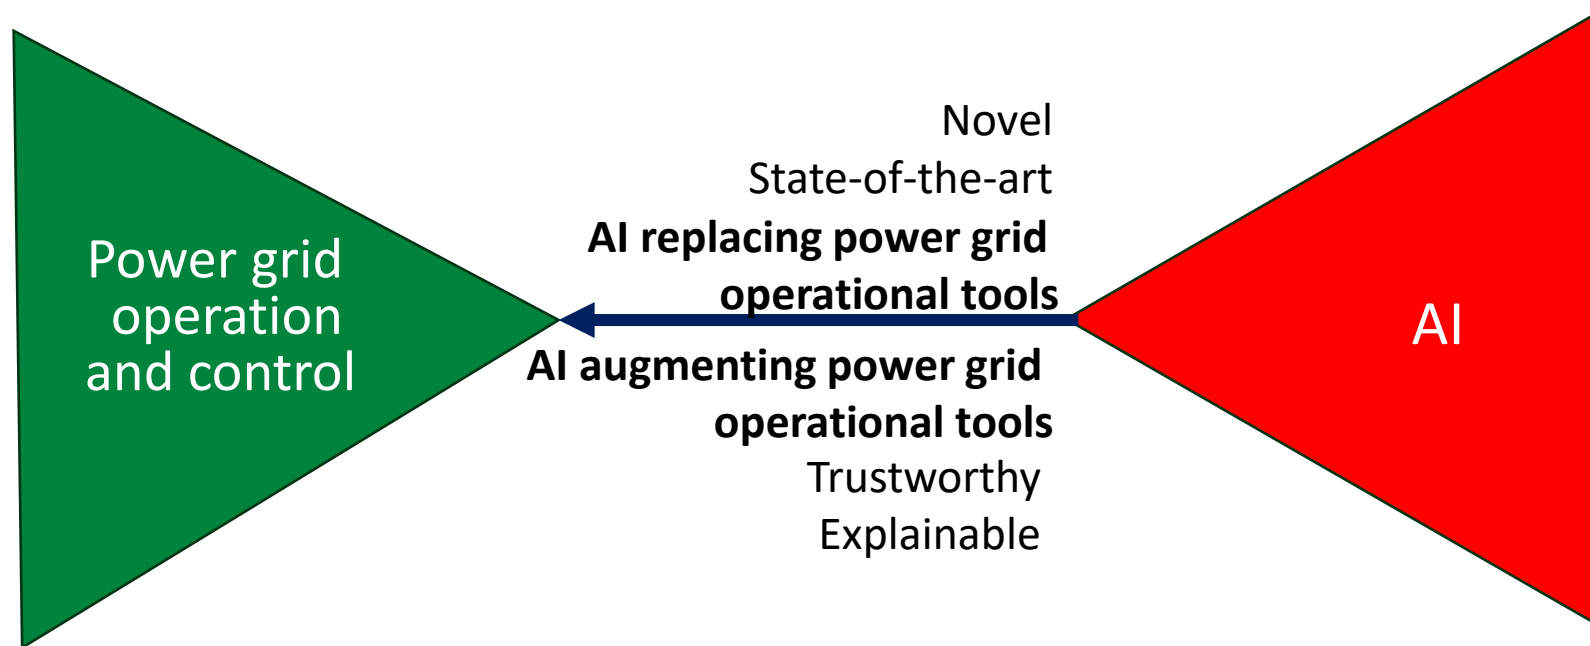 Power grid
operation
and control
Novel
State-of-the-art
AI replacing power grid
operational tools
AI augmenting power grid
operational tools
Trustworthy
Explainable
AI